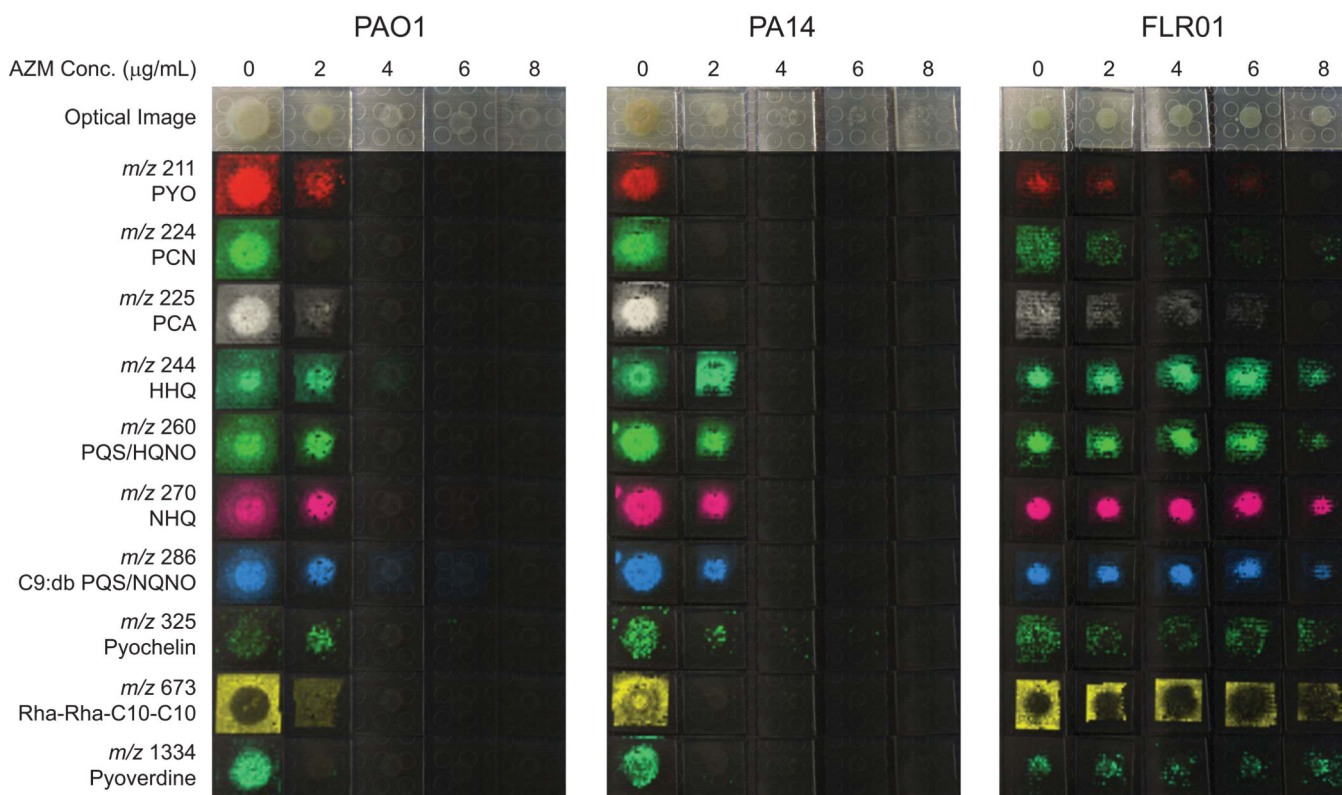 PAO1 PA14 FLR01
AZM Conc. (μg/mL) 0 2 4 6 8 0 2 4 6 8 0 2 4 6 8
Optical Image
m/z 211
PYO
m/z 224
PCN
m/z 225
PCA
m/z 244
HHQ
m/z 260
PQS/HQNO
m/z 270
NHQ
m/z 286
C9:db PQS/NQNO
m/z 325
Pyochelin
m/z 673
Rha-Rha-C10-C10
m/z 1334
Pyoverdine